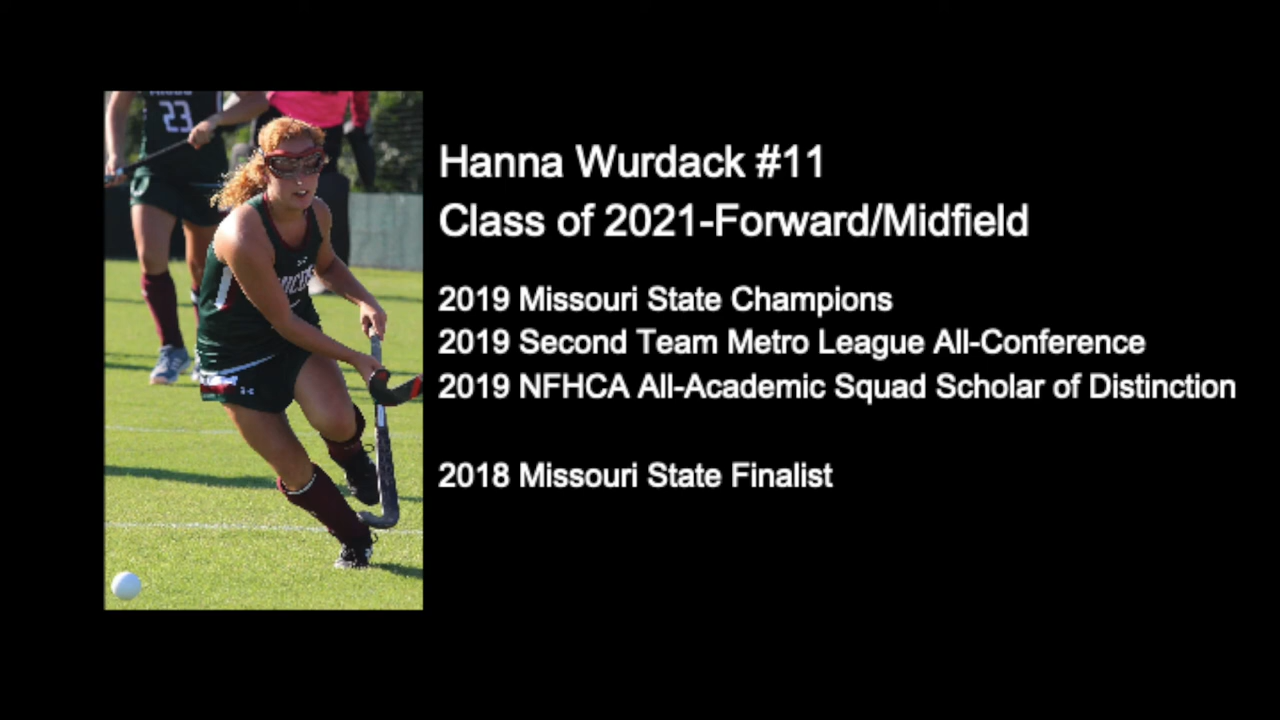 23
Hanna Wurdack #11
Class of 2021-Forward/Midfield
2019 Missouri State Champions
2019 Second Team Metro League All-Conference
2019 NFHCA All-Academic Squad Scholar of Distinction
2018 Missouri State Finalist